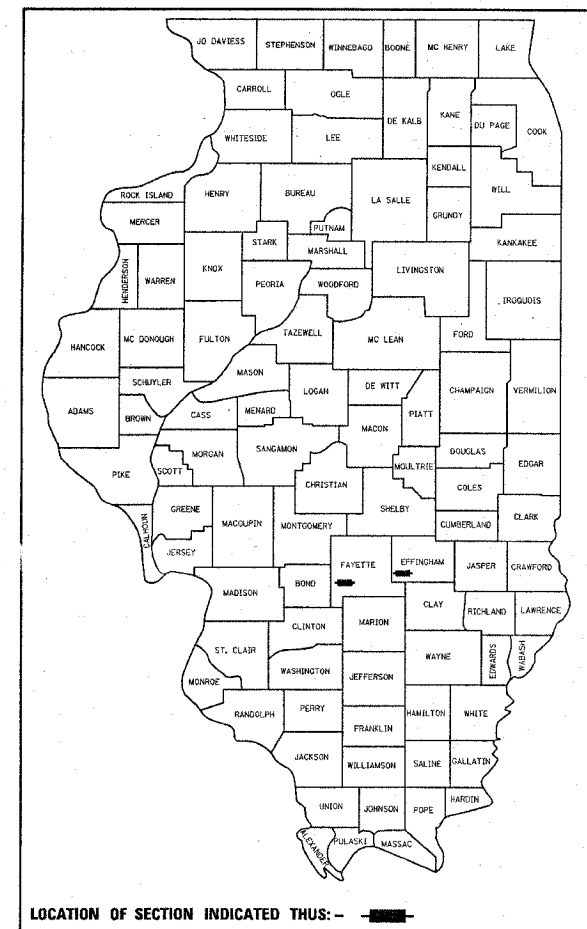 JO DAVIESS
STEPHENSON
WINNEBAGO
BOONE
MC HENRY
LAKE
CARROLL
OGLE
DE KALB
KANE
DU PAGE
COOK
WHITESIDE
LEE
KENDALL
WILL
ROCK ISLAND
HENRY
BUREAU
LA SALLE
GRUNDY
MERCER
PUTNAM
KANKAKEE
STARK
MARSHALL
HENDERSON
WARREN
KNOX
PEORIA
WOODFORD
LIVINGSTON
IROQUOIS
HANCOCK
MC DONOUGH
FULTON
TAZEWELL
MC LEAN
FORD
SCHUYLER
MASON
LOGAN
DE WITT
CHAMPAIGN
VERMILION
ADAMS
BROWN
CASS
MENARD
MACON
PIATT
PIKE
SCOTT
MORGAN
SANGAMON
CHRISTIAN
MOULTRIE
DOUGLAS
EDGAR
COLES
CALHOUN
GREENE
MACOUPIN
MONTGOMERY
SHELBY
CUMBERLAND
CLARK
JERSEY
FAYETTE
EFFINGHAM
JASPER
CRAWFORD
MADISON
BOND
CLAY
RICHLAND
LAWRENCE
CLINTON
MARION
ST. CLAIR
WAYNE
EDWARDS
WABASH
MONROE
WASHINGTON
JEFFERSON
RANDOLPH
PERRY
HAMILTON
WHITE
FRANKLIN
JACKSON
WILLIAMSON
SALINE
GALLATIN
UNION
JOHNSON
POPE
HARDIN
ALEXANDER
PULASKI
MASSAC
LOCATION OF SECTION INDICATED THUS: -